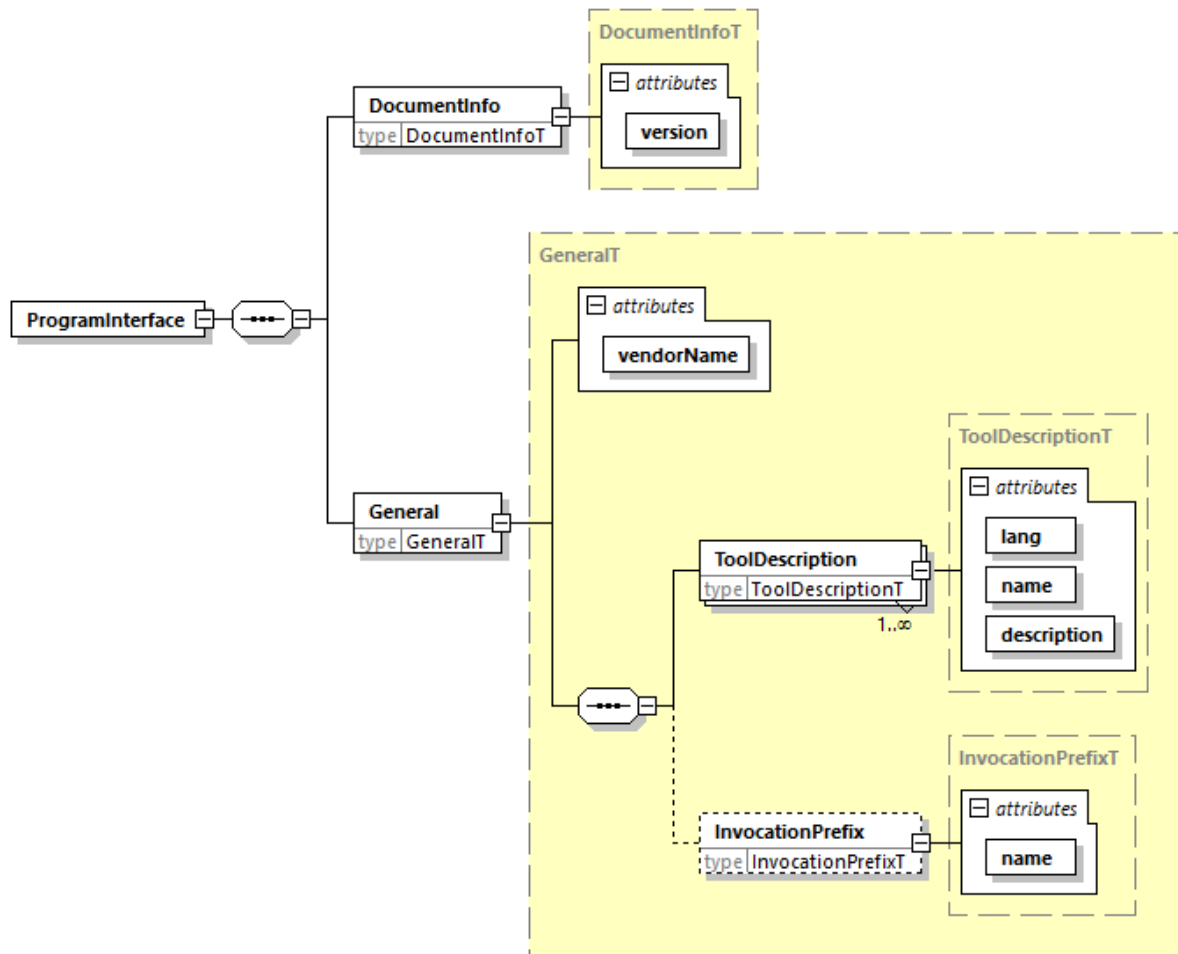 DocumentInfoT
attributes
DocumentInfo
type DocumentInfoT
version
GeneralT
attributes
ProgramInterface
vendorName
ToolDescriptionT
attributes
General
type GeneralT
lang
ToolDescription
type ToolDescriptionT
name
1..∞
description
InvocationPrefixT
attributes
InvocationPrefix
type InvocationPrefixT
name